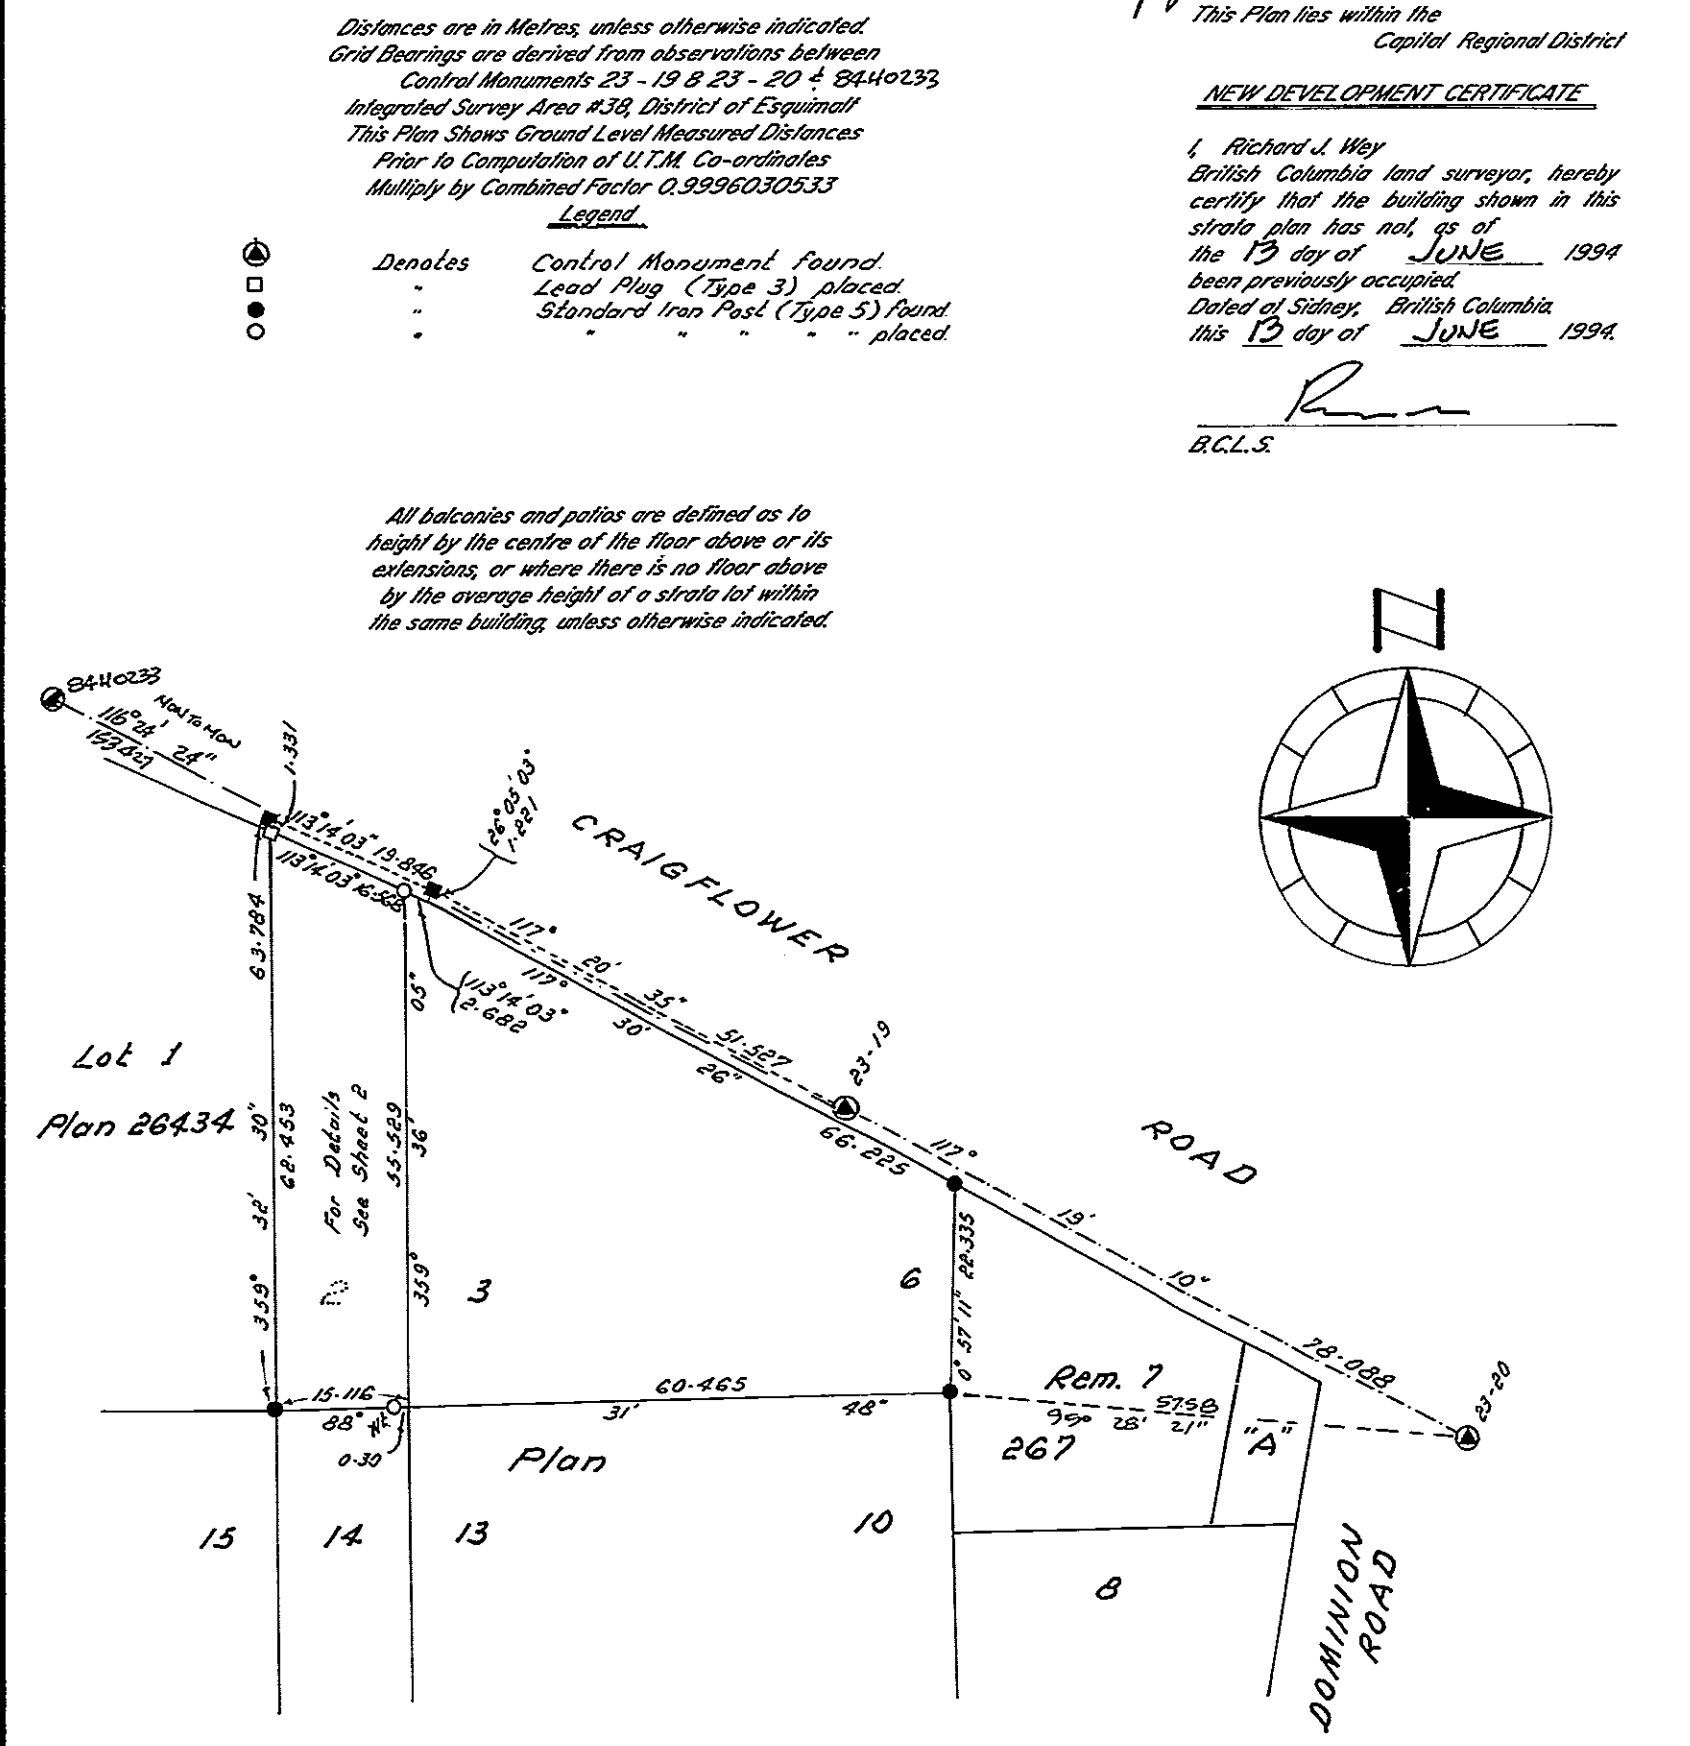 Distances are in Metres, unless otherwise indicated.
Grid Bearings are derived from observations between
Control Monuments 23 - 19 & 23 - 20 & 84H0233
Integrated Survey Area #38, District of Esquimalt
This Plan Shows Ground Level Measured Distances
Prior to Computation of U.T.M. Co-ordinates
Multiply by Combined Factor 0.9996030533
Legend
Denotes Control Monument found.
" Lead Plug (Type 3) placed.
" Standard Iron Post (Type 5) found.
" " " " " " placed.
This Plan lies within the
Capital Regional District
NEW DEVELOPMENT CERTIFICATE
I, Richard J. Wey
British Columbia land surveyor, hereby
certify that the building shown in this
strata plan has not, as of
the 13 day of JUNE 1994
been previously occupied.
Dated at Sidney, British Columbia.
this 13 day of JUNE 1994.
B.C.L.S.
All balconies and patios are defined as to
height by the centre of the floor above or its
extensions, or where there is no floor above
by the average height of a strata lot within
the same building, unless otherwise indicated.
N
84H0233
MON TO MON
116° 24' 24"
153.427
1.331
113° 14' 03" 19.846
113° 14' 03" 16.568
26° 05' 03"
1.221
CRAIGFLOWER
ROAD
117° 20' 35" 51.527
117° 30' 26" 66.225
113° 14' 03"
2.682
23-19
117° 19' 10" 78.088
23-20
63.784
359° 32' 30"
62.453
Lot 1
Plan 26434
For Details
See Sheet 2
2
55.529
359° 36' 05"
3
6
0° 57' 11" 22.335
15.116
60.465
88° 31' 48"
Wt.
0.30
Rem. 7
57.58
99° 28' 21"
"A"
Plan 267
15
14
13
10
8
DOMINION
ROAD